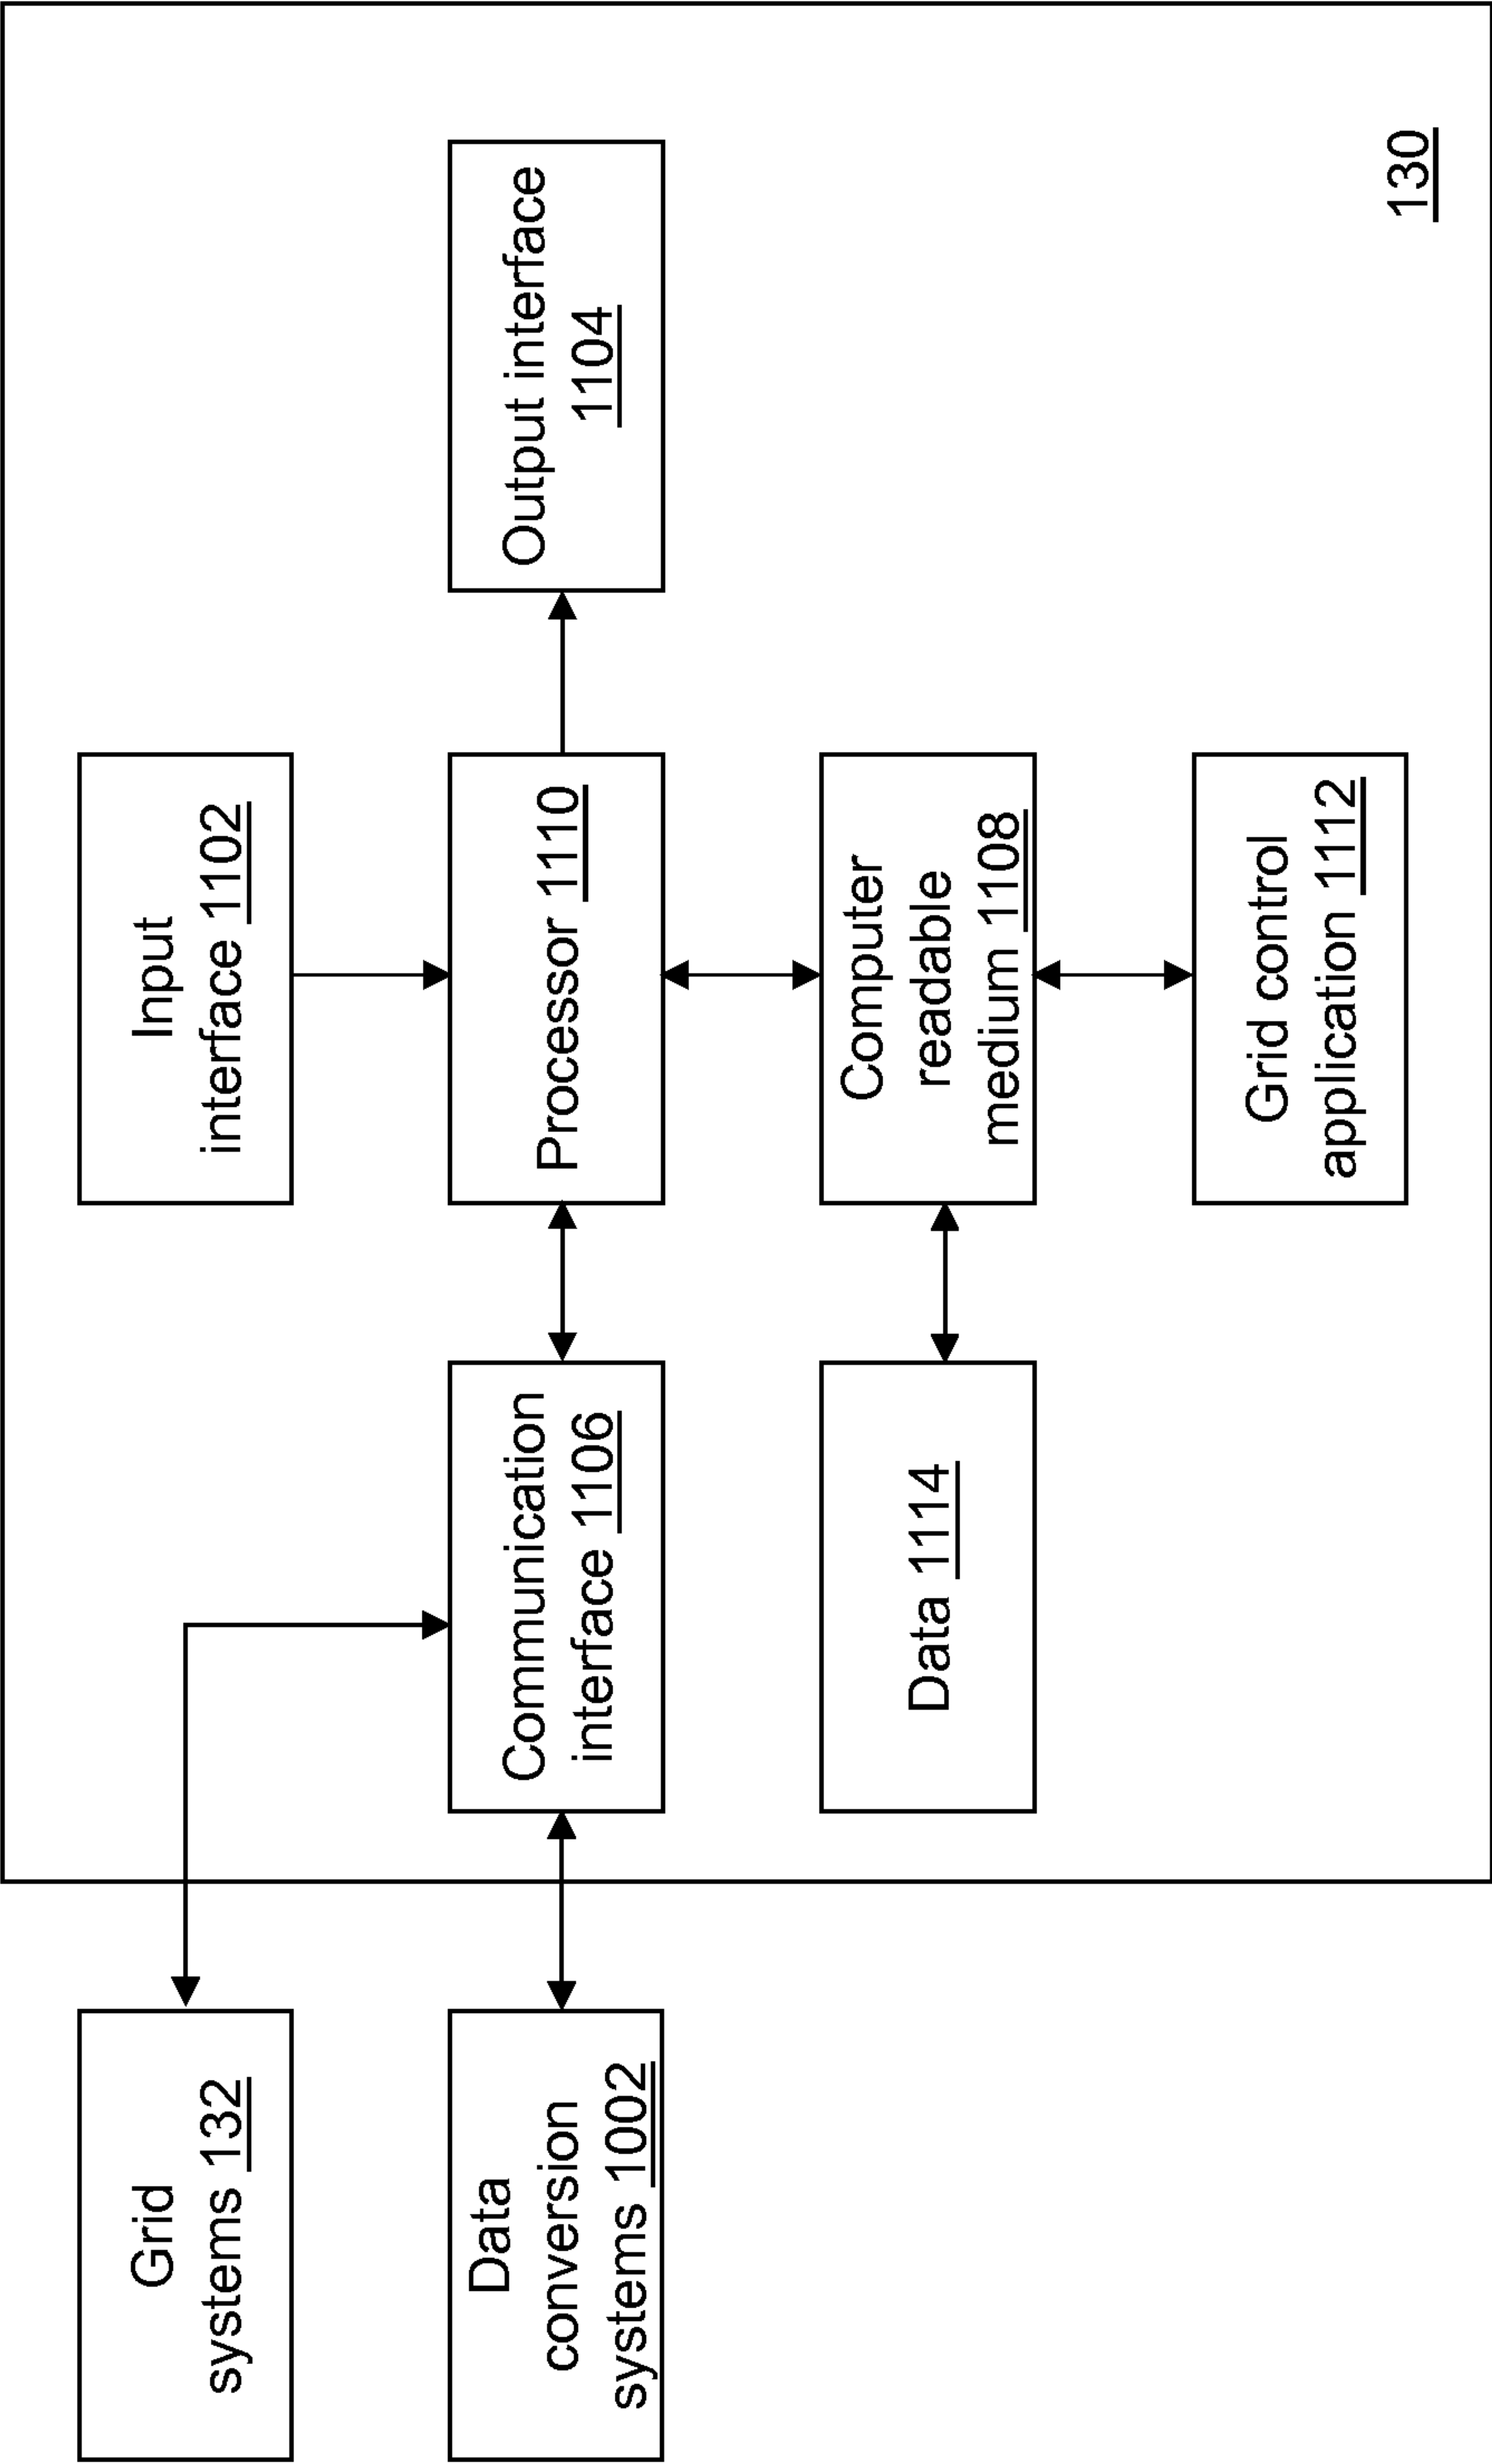 Grid
systems 132
Input
interface 1102
Data
conversion
systems 1002
Communication
interface 1106
Processor 1110
Output interface
1104
Data 1114
Computer
readable
medium 1108
Grid control
application 1112
130